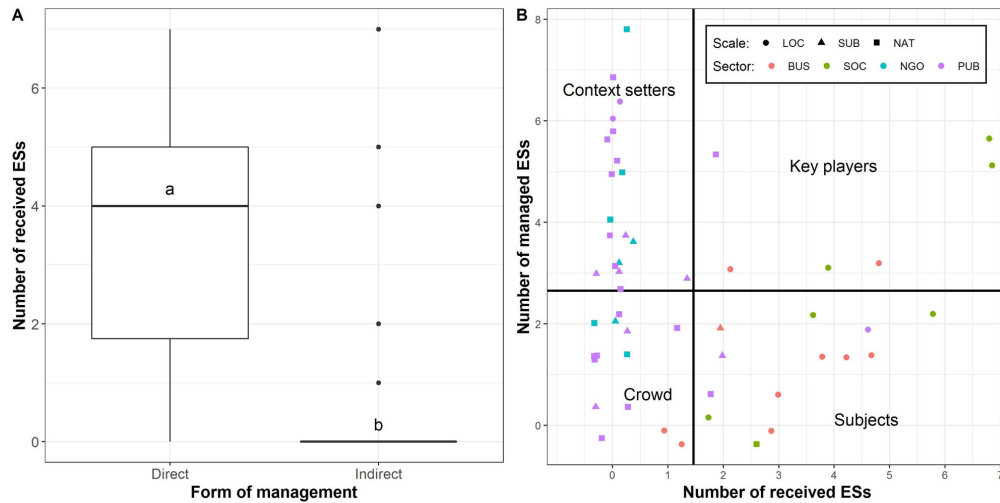 A
Number of received ESs
6
4
2
0
a
b
Direct
Indirect
Form of management
B
Number of managed ESs
8
6
4
2
0
Scale: LOC SUB NAT
Sector: BUS SOC NGO PUB
Context setters
Key players
Crowd
Subjects
0 1 2 3 4 5 6 7
Number of received ESs